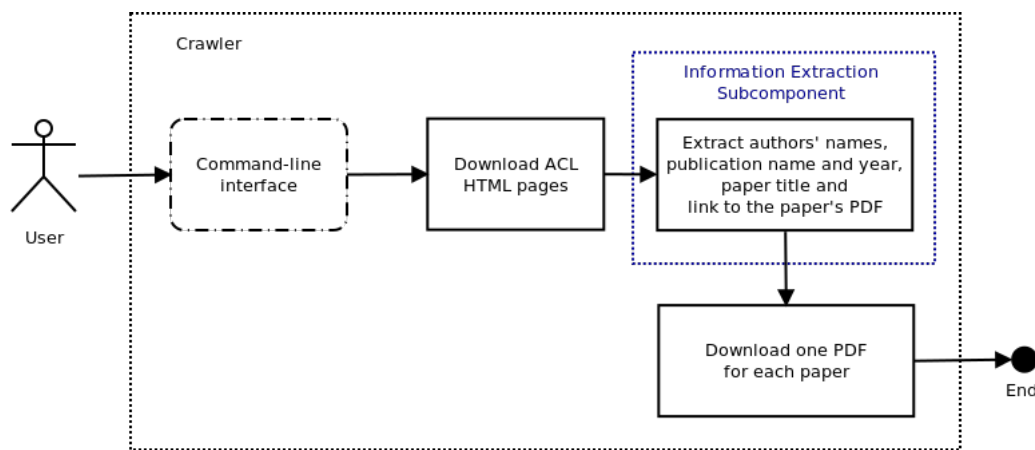 Crawler
Information Extraction
Subcomponent
User
Command-line
interface
Download ACL
HTML pages
Extract authors' names,
publication name and year,
paper title and
link to the paper's PDF
Download one PDF
for each paper
End